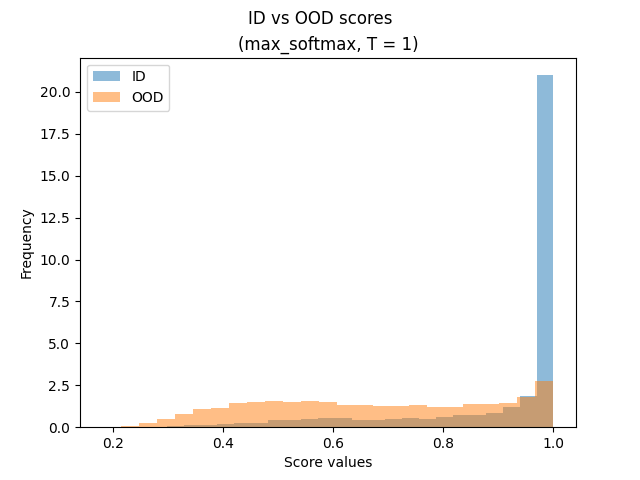 ID vs OOD scores
(max_softmax, T = 1)
ID
OOD
Frequency
20.0
17.5
15.0
12.5
10.0
7.5
5.0
2.5
0.0
0.2 0.4 0.6 0.8 1.0
Score values